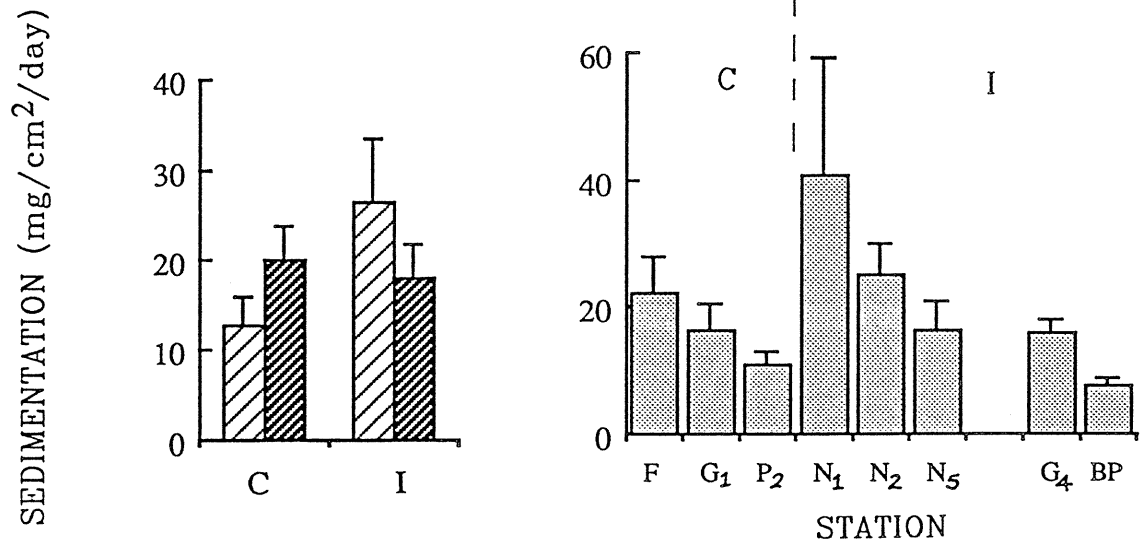 SEDIMENTATION (mg/cm²/day)
40
30
20
10
0
C I
60
40
20
0
C I
F G₁ P₂ N₁ N₂ N₅ G₄ BP
STATION